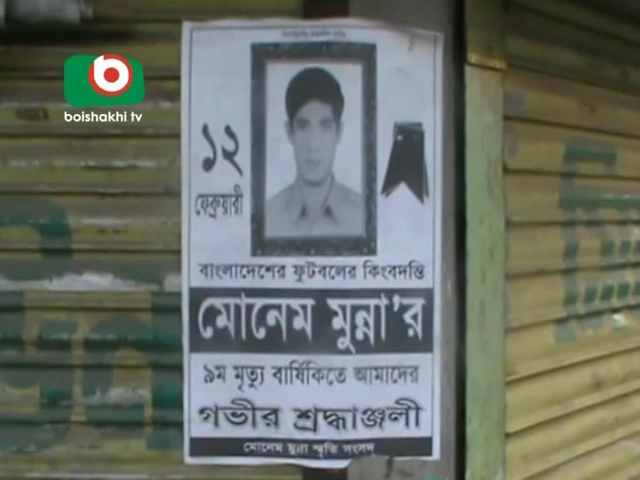 boishakhi tv
১২
ফেব্রুয়ারী
বাংলাদেশের ফুটবলের কিংবদন্তি
মোনেম মুন্না'র
৯ম মৃত্যু বার্ষিকিতে আমাদের
গভীর শ্রদ্ধাঞ্জলী
মোনেম মুন্না স্মৃতি সংসদ